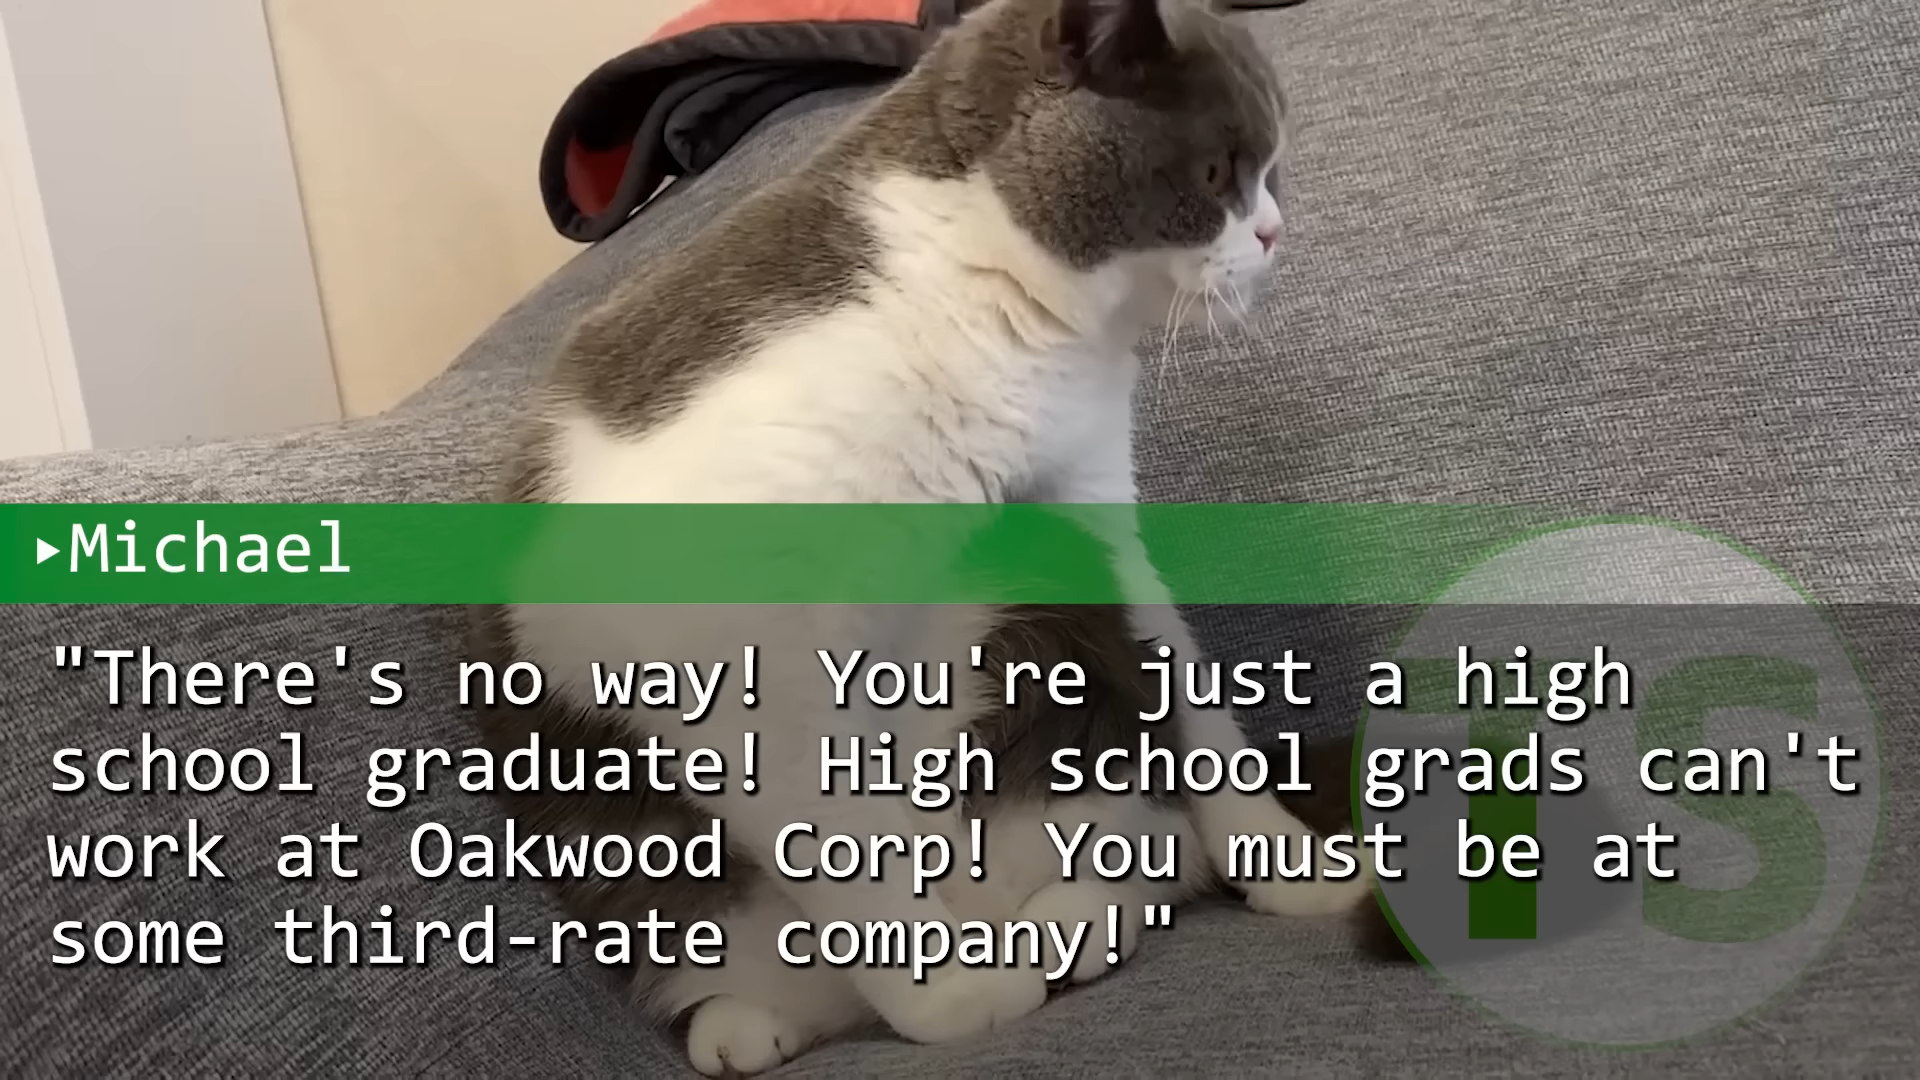 ▶Michael
"There's no way! You're just a high
school graduate! High school grads can't
work at Oakwood Corp! You must be at
some third-rate company!"
TS